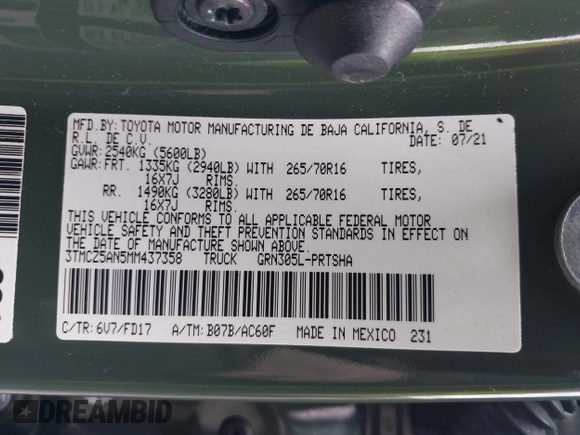 MFD.BY:TOYOTA MOTOR MANUFACTURING DE BAJA CALIFORNIA, S. DE
R.L. DE C.V. DATE: 07/21
GVWR:2540KG (5600LB)
GAWR:FRT. 1335KG (2940LB) WITH 265/70R16 TIRES,
16X7J RIMS,
RR. 1490KG (3280LB) WITH 265/70R16 TIRES,
16X7J RIMS.
THIS VEHICLE CONFORMS TO ALL APPLICABLE FEDERAL MOTOR
VEHICLE SAFETY AND THEFT PREVENTION STANDARDS IN EFFECT ON
THE DATE OF MANUFACTURE SHOWN ABOVE.
3TMCZ5AN5MM437358 TRUCK GRN305L-PRTSHA
C/TR:6V7/FD17 A/TM:B07B/AC60F MADE IN MEXICO 231
DREAMBID